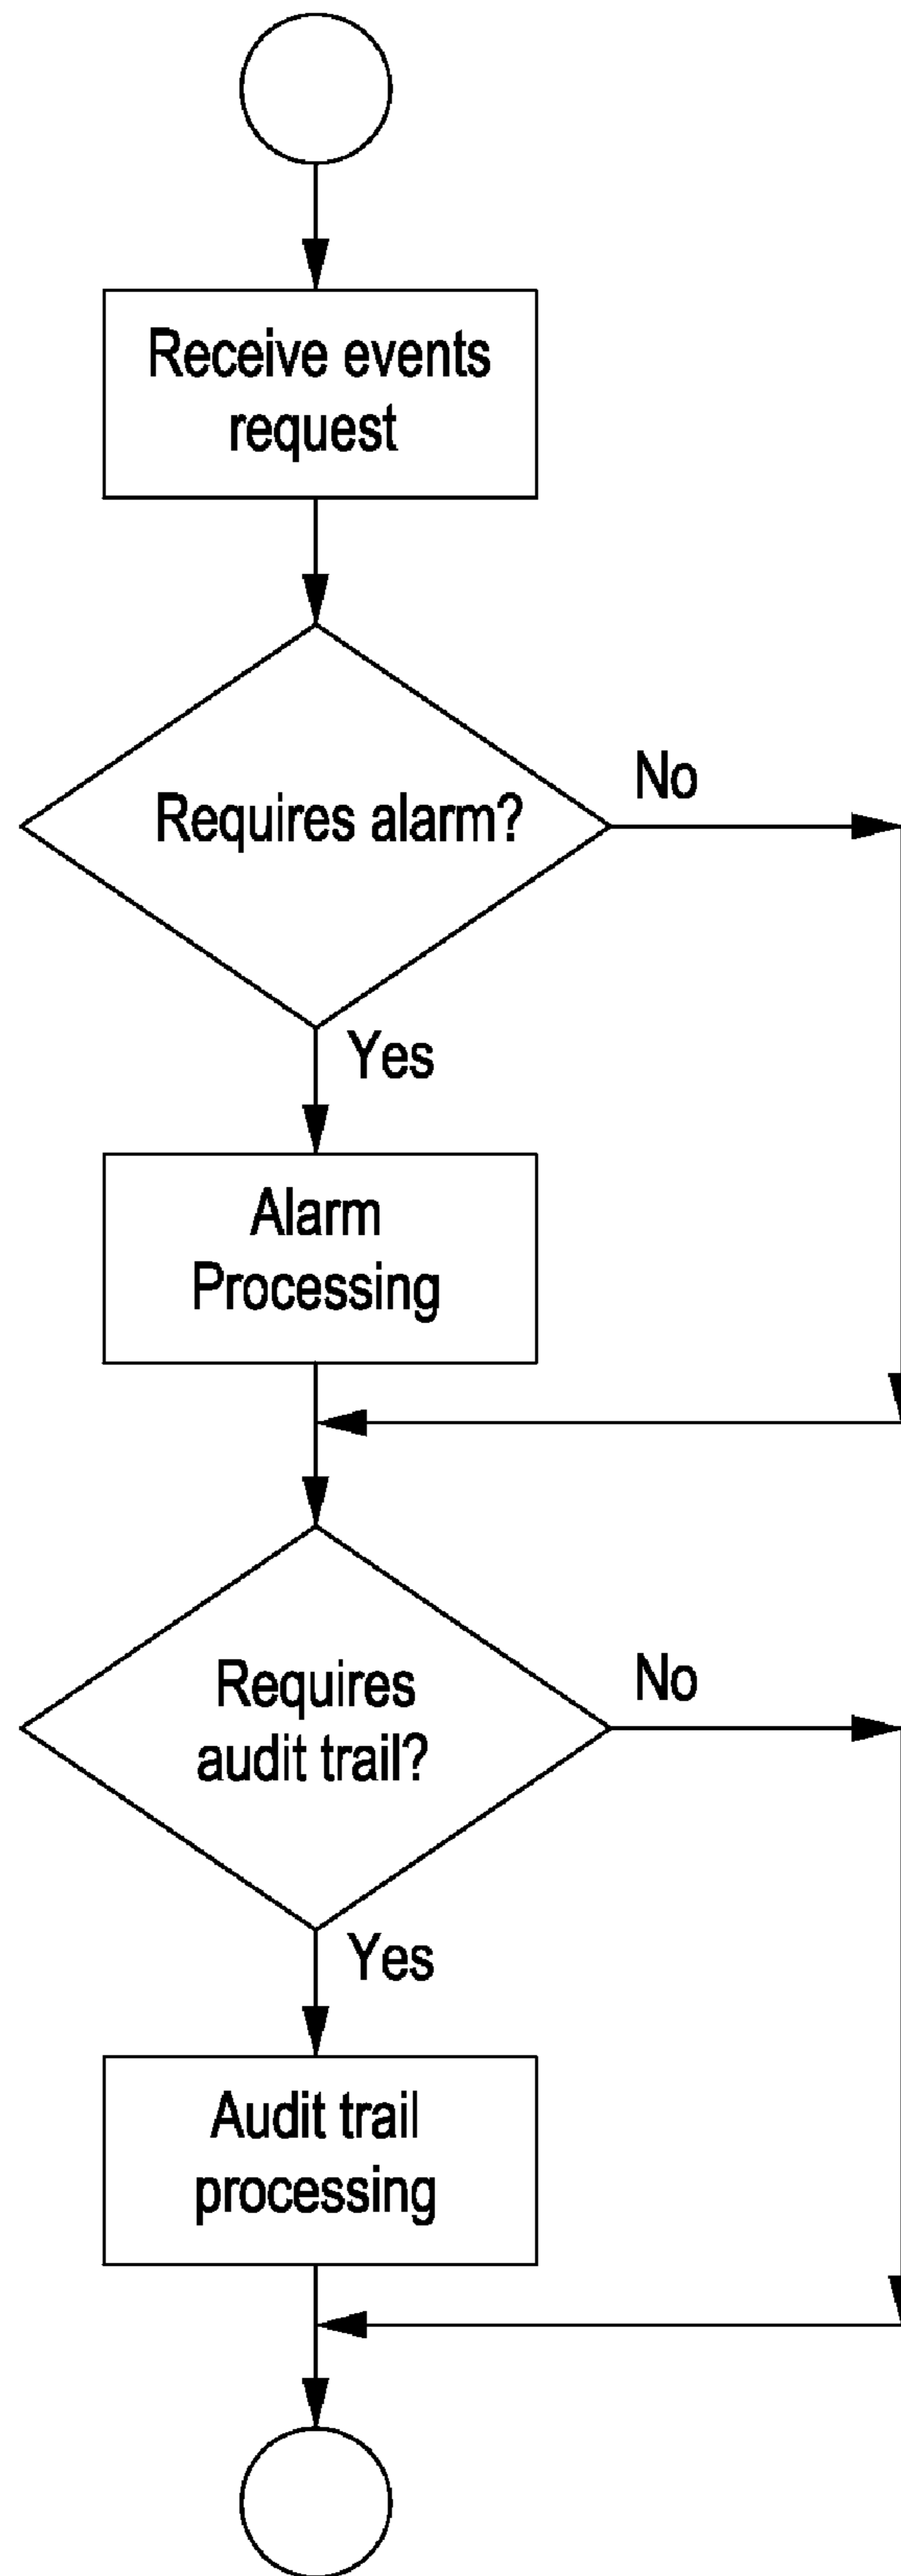 Receive events
request
Requires alarm?
No
Yes
Alarm
Processing
Requires
audit trail?
No
Yes
Audit trail
processing